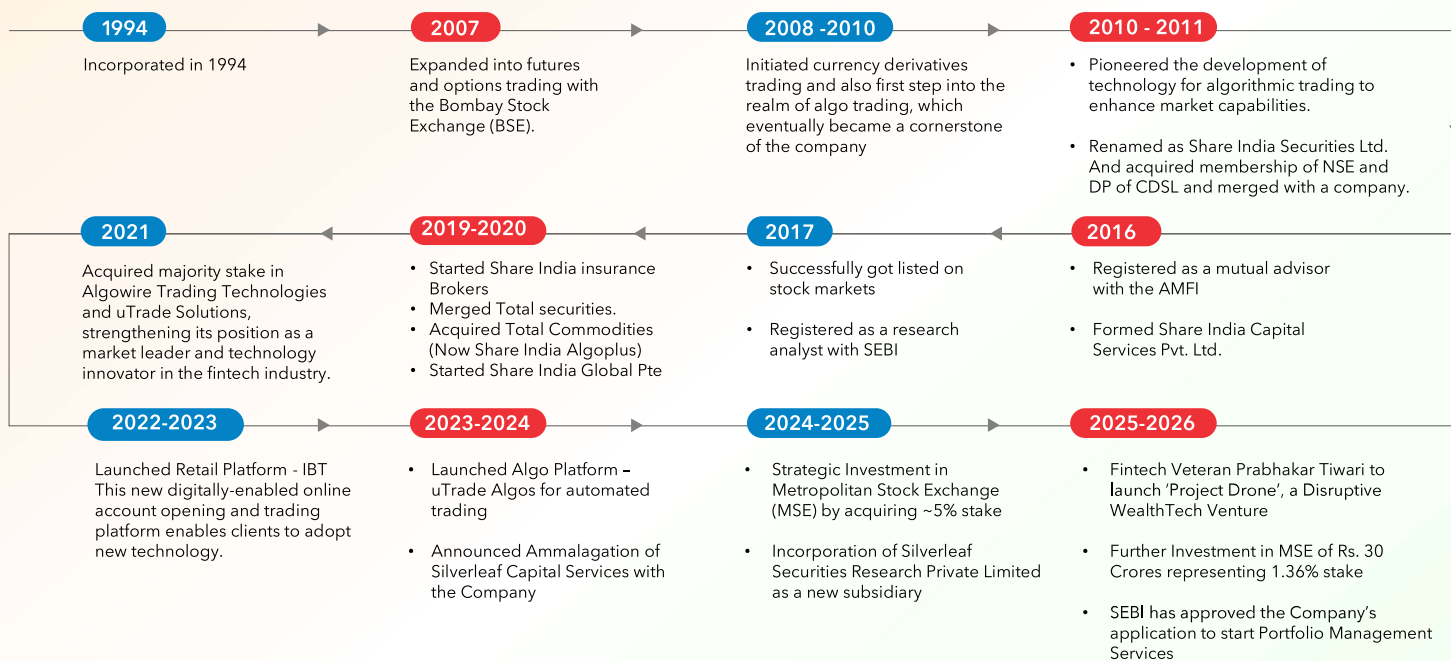 1994
Incorporated in 1994
2007
Expanded into futures
and options trading with
the Bombay Stock
Exchange (BSE).
2008 -2010
Initiated currency derivatives
trading and also first step into the
realm of algo trading, which
eventually became a cornerstone
of the company
2010 - 2011
• Pioneered the development of
technology for algorithmic trading to
enhance market capabilities.
• Renamed as Share India Securities Ltd.
And acquired membership of NSE and
DP of CDSL and merged with a company.
2016
• Registered as a mutual advisor
with the AMFI
• Formed Share India Capital
Services Pvt. Ltd.
2017
• Successfully got listed on
stock markets
• Registered as a research
analyst with SEBI
2019-2020
• Started Share India insurance
Brokers
• Merged Total securities.
• Acquired Total Commodities
(Now Share India Algoplus)
• Started Share India Global Pte
2021
Acquired majority stake in
Algowire Trading Technologies
and uTrade Solutions,
strengthening its position as a
market leader and technology
innovator in the fintech industry.
2022-2023
Launched Retail Platform - IBT
This new digitally-enabled online
account opening and trading
platform enables clients to adopt
new technology.
2023-2024
• Launched Algo Platform –
uTrade Algos for automated
trading
• Announced Ammalagation of
Silverleaf Capital Services with
the Company
2024-2025
• Strategic Investment in
Metropolitan Stock Exchange
(MSE) by acquiring ~5% stake
• Incorporation of Silverleaf
Securities Research Private Limited
as a new subsidiary
2025-2026
• Fintech Veteran Prabhakar Tiwari to
launch ‘Project Drone’, a Disruptive
WealthTech Venture
• Further Investment in MSE of Rs. 30
Crores representing 1.36% stake
• SEBI has approved the Company’s
application to start Portfolio Management
Services